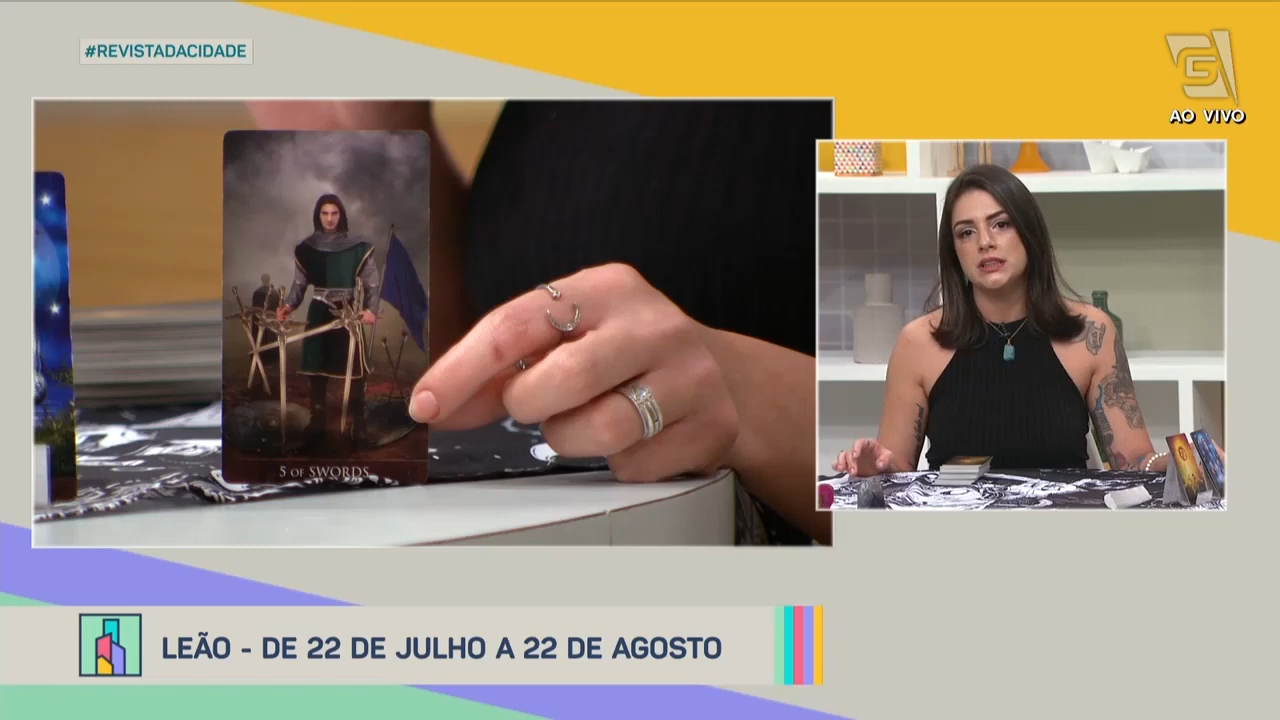 #REVISTADACIDADE
AO VIVO
5 OF SWORDS
LEÃO - DE 22 DE JULHO A 22 DE AGOSTO